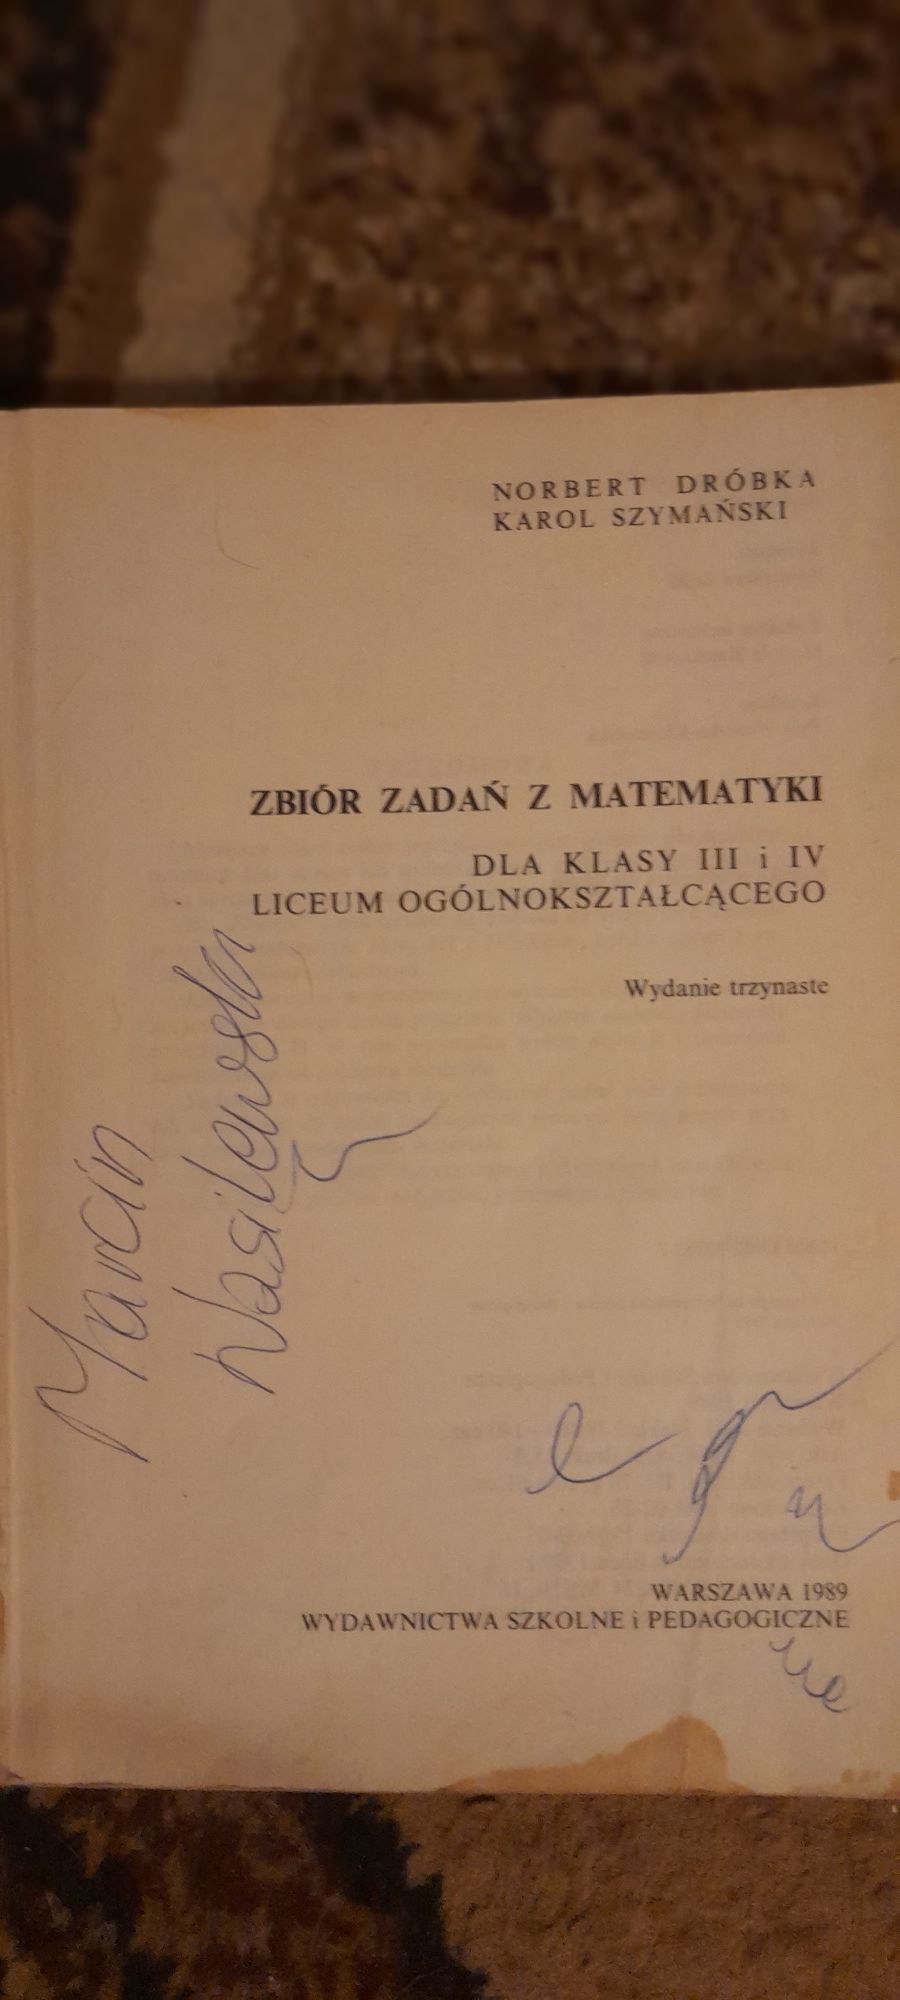 NORBERT DRÓBKA
KAROL SZYMAŃSKI
ZBIÓR ZADAŃ Z MATEMATYKI
DLA KLASY III i IV
LICEUM OGÓLNOKSZTAŁCĄCEGO
Wydanie trzynaste
Marcin
Wasilewski
WARSZAWA 1989
WYDAWNICTWA SZKOLNE i PEDAGOGICZNE